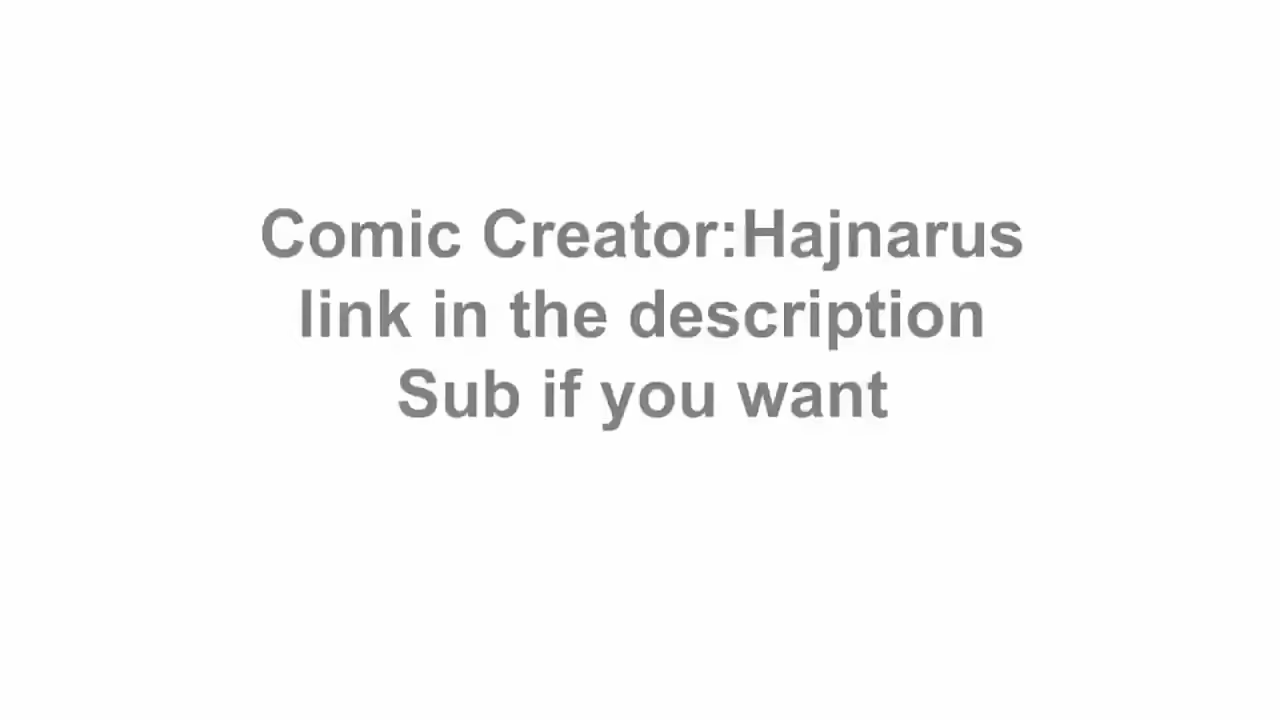 Comic Creator:Hajnarus
link in the description
Sub if you want